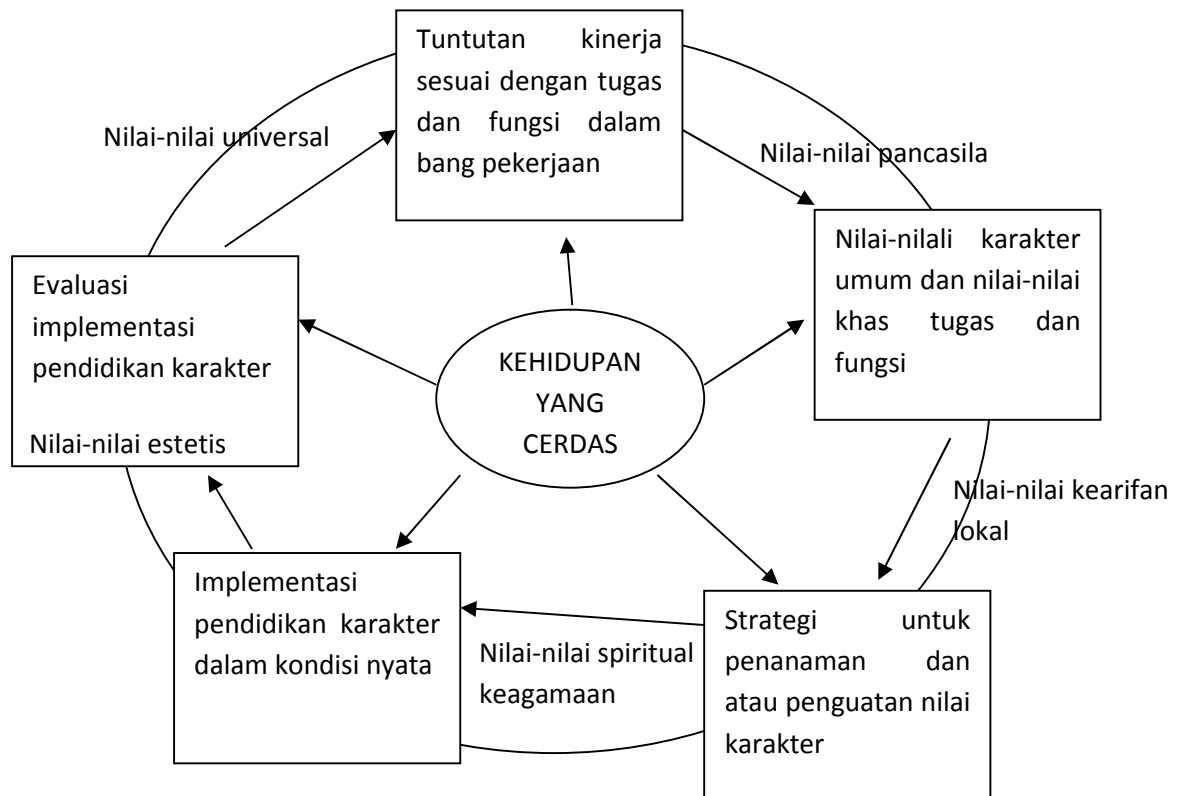 Tuntutan kinerja
sesuai dengan tugas
dan fungsi dalam
bang pekerjaan
Nilai-nilai universal
Nilai-nilai pancasila
Nilai-nilali karakter
umum dan nilai-nilai
khas tugas dan
fungsi
Evaluasi
implementasi
pendidikan karakter
Nilai-nilai estetis
KEHIDUPAN
YANG
CERDAS
Nilai-nilai kearifan
lokal
Implementasi
pendidikan karakter
dalam kondisi nyata
Nilai-nilai spiritual
keagamaan
Strategi untuk
penanaman dan
atau penguatan nilai
karakter